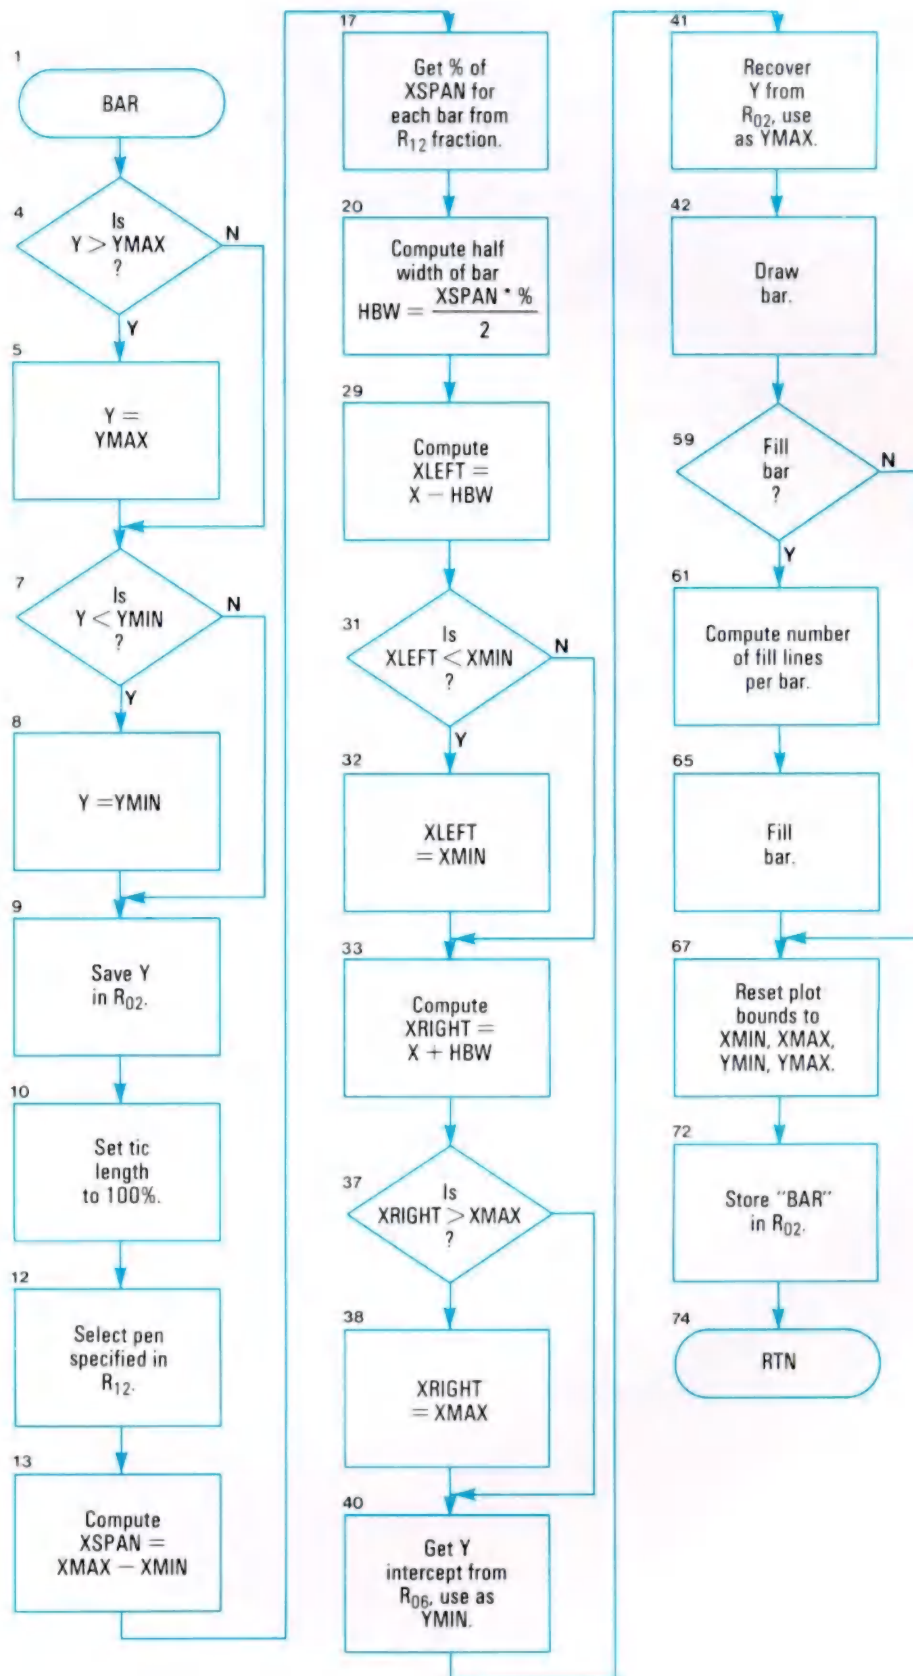 1
BAR
4
Is
Y > YMAX
?
N
Y
5
Y =
YMAX
7
Is
Y < YMIN
?
N
Y
8
Y =YMIN
9
Save Y
in R02.
10
Set tic
length
to 100%.
12
Select pen
specified in
R12.
13
Compute
XSPAN =
XMAX − XMIN
17
Get % of
XSPAN for
each bar from
R12 fraction.
20
Compute half
width of bar
HBW = XSPAN * %
2
29
Compute
XLEFT =
X − HBW
31
Is
XLEFT < XMIN
?
N
Y
32
XLEFT
= XMIN
33
Compute
XRIGHT =
X + HBW
37
Is
XRIGHT > XMAX
?
38
XRIGHT
= XMAX
40
Get Y
intercept from
R06, use as
YMIN.
41
Recover
Y from
R02, use
as YMAX.
42
Draw
bar.
59
Fill
bar
?
N
Y
61
Compute number
of fill lines
per bar.
65
Fill
bar.
67
Reset plot
bounds to
XMIN, XMAX,
YMIN, YMAX.
72
Store "BAR"
in R02.
74
RTN